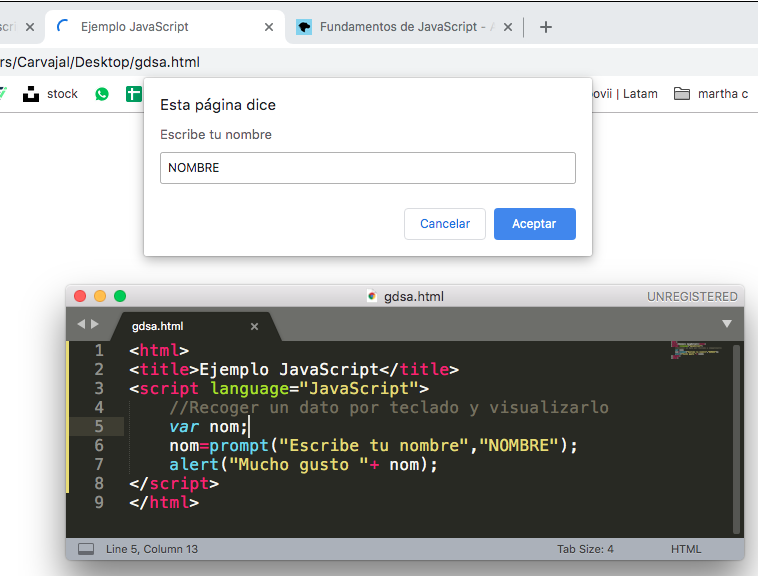 Ejemplo JavaScript
Fundamentos de JavaScript -
rs/Carvajal/Desktop/gdsa.html
stock
ovii | Latam
martha c
Esta página dice
Escribe tu nombre
NOMBRE
Cancelar
Aceptar
gdsa.html
UNREGISTERED
gdsa.html
1 <html>
2 <title>Ejemplo JavaScript</title>
3 <script language="JavaScript">
4 //Recoger un dato por teclado y visualizarlo
5 var nom;
6 nom=prompt("Escribe tu nombre","NOMBRE");
7 alert("Mucho gusto "+ nom);
8 </script>
9 </html>
Line 5, Column 13
Tab Size: 4
HTML